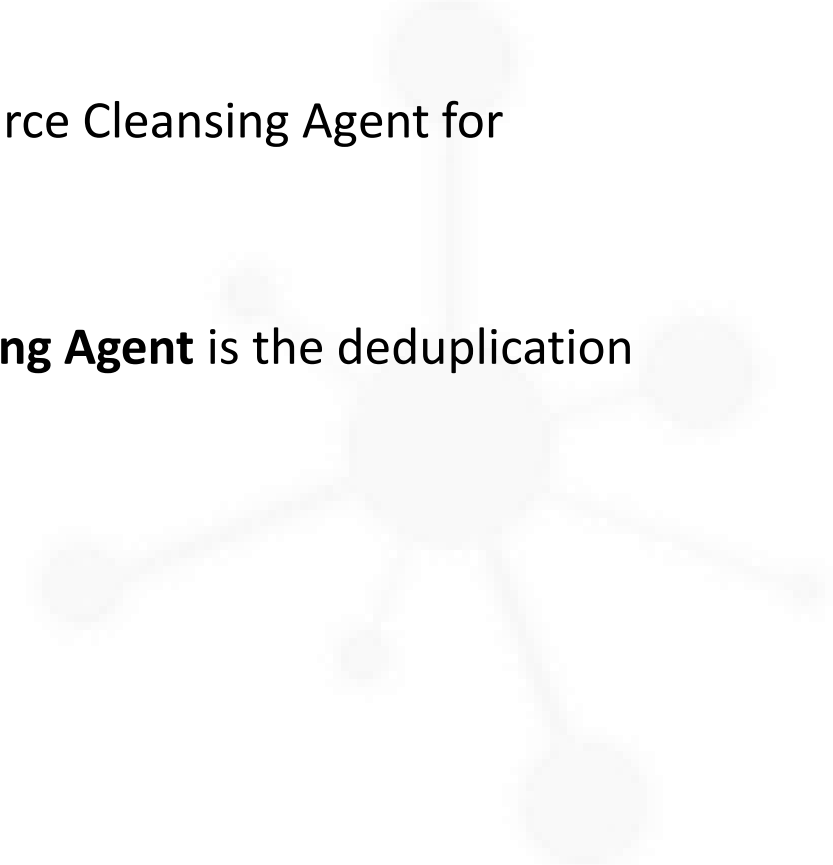 rce Cleansing Agent for
ng Agent is the deduplication